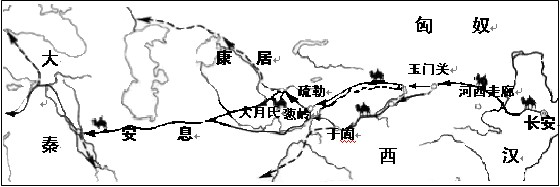 匈 奴
大
康 居
玉门关
疏勒
河西走廊
大月氏
葱岭
长安
安 息
于阗
秦
西 汉